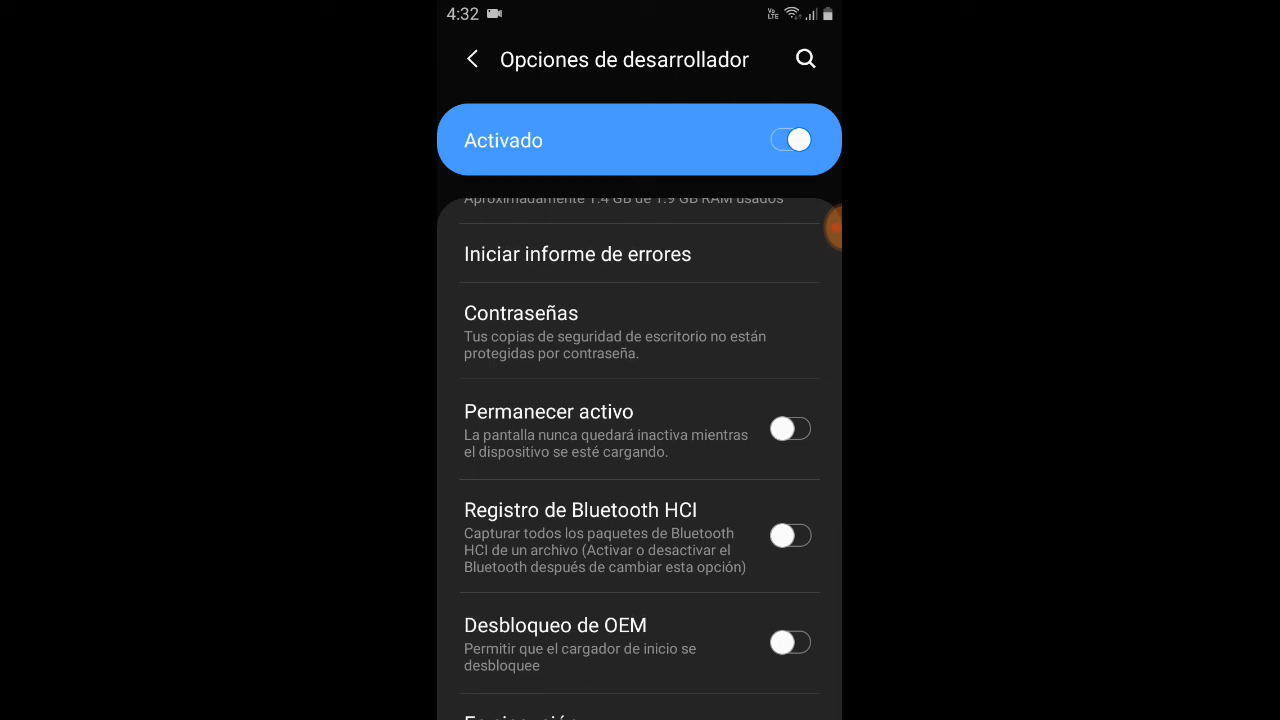 4:32
Vo
LTE
Opciones de desarrollador
Activado
Aproximadamente 1.4 GB de 1.9 GB RAM usados
Iniciar informe de errores
Contraseñas
Tus copias de seguridad de escritorio no están
protegidas por contraseña.
Permanecer activo
La pantalla nunca quedará inactiva mientras
el dispositivo se esté cargando.
Registro de Bluetooth HCI
Capturar todos los paquetes de Bluetooth
HCI de un archivo (Activar o desactivar el
Bluetooth después de cambiar esta opción)
Desbloqueo de OEM
Permitir que el cargador de inicio se
desbloquee